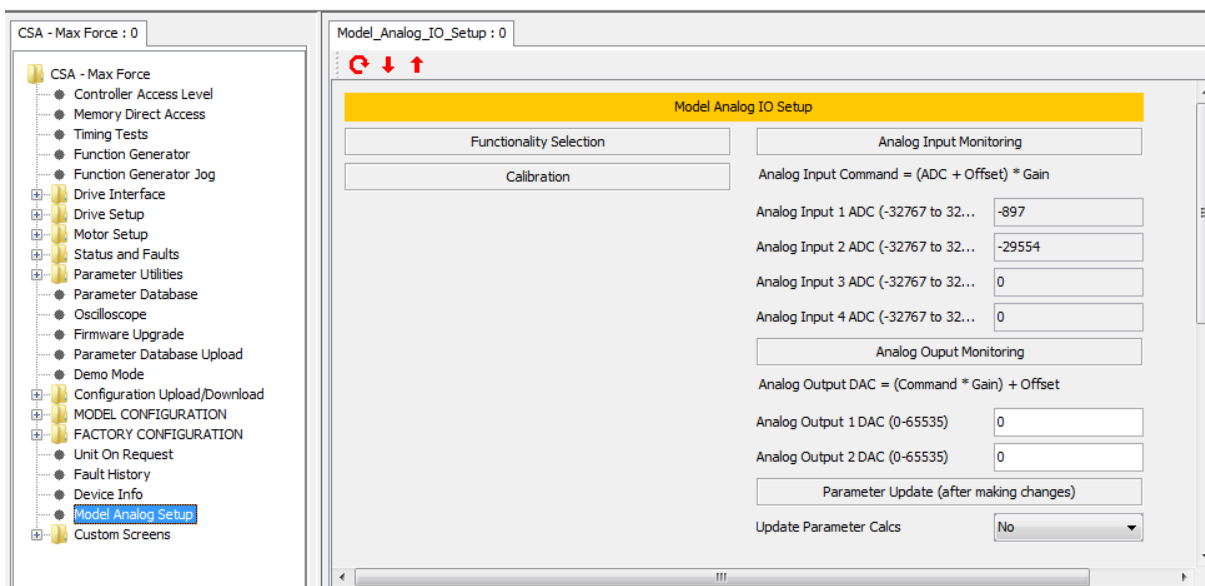 CSA - Max Force : 0
CSA - Max Force
Controller Access Level
Memory Direct Access
Timing Tests
Function Generator
Function Generator Jog
Drive Interface
Drive Setup
Motor Setup
Status and Faults
Parameter Utilities
Parameter Database
Oscilloscope
Firmware Upgrade
Parameter Database Upload
Demo Mode
Configuration Upload/Download
MODEL CONFIGURATION
FACTORY CONFIGURATION
Unit On Request
Fault History
Device Info
Model Analog Setup
Custom Screens
Model_Analog_IO_Setup : 0
Model Analog IO Setup
Functionality Selection
Calibration
Analog Input Monitoring
Analog Input Command = (ADC + Offset) * Gain
Analog Input 1 ADC (-32767 to 32... -897
Analog Input 2 ADC (-32767 to 32... -29554
Analog Input 3 ADC (-32767 to 32... 0
Analog Input 4 ADC (-32767 to 32... 0
Analog Ouput Monitoring
Analog Output DAC = (Command * Gain) + Offset
Analog Output 1 DAC (0-65535) 0
Analog Output 2 DAC (0-65535) 0
Parameter Update (after making changes)
Update Parameter Calcs No